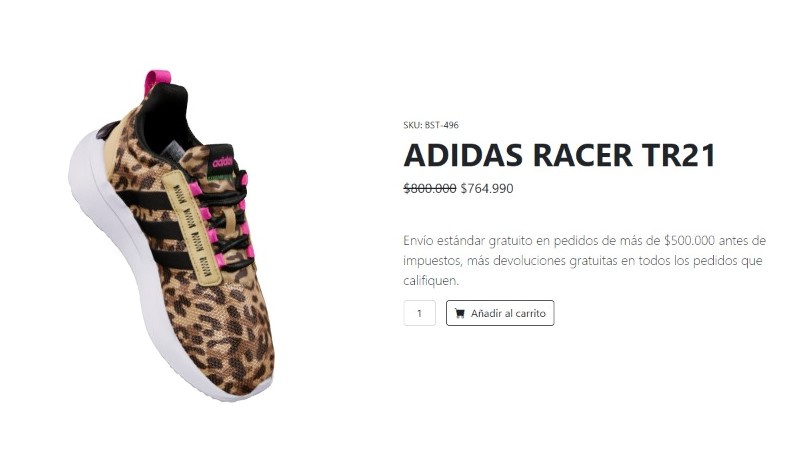 adidas
SKU: BST-496
ADIDAS RACER TR21
$800.000 $764.990
Envío estándar gratuito en pedidos de más de $500.000 antes de
impuestos, más devoluciones gratuitas en todos los pedidos que
califiquen.
1 Añadir al carrito